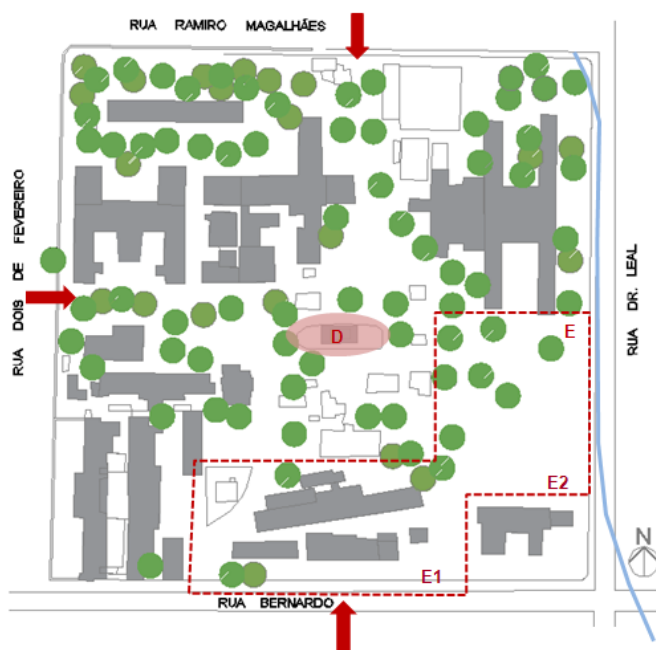 RUA RAMIRO MAGALHÃES
RUA DOIS DE FEVEREIRO
RUA DR. LEAL
D
E
E2
N
E1
RUA BERNARDO